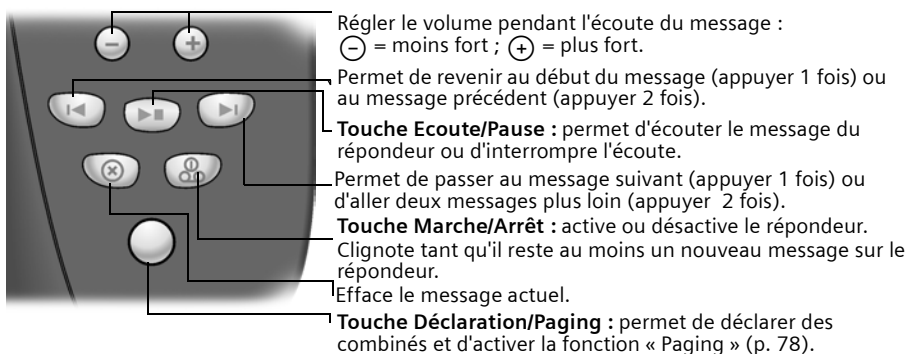 Régler le volume pendant l'écoute du message :
- = moins fort ; + = plus fort.
Permet de revenir au début du message (appuyer 1 fois) ou
au message précédent (appuyer 2 fois).
Touche Ecoute/Pause : permet d'écouter le message du
répondeur ou d'interrompre l'écoute.
Permet de passer au message suivant (appuyer 1 fois) ou
d'aller deux messages plus loin (appuyer 2 fois).
Touche Marche/Arrêt : active ou désactive le répondeur.
Clignote tant qu'il reste au moins un nouveau message sur le
répondeur.
Efface le message actuel.
Touche Déclaration/Paging : permet de déclarer des
combinés et d'activer la fonction « Paging » (p. 78).